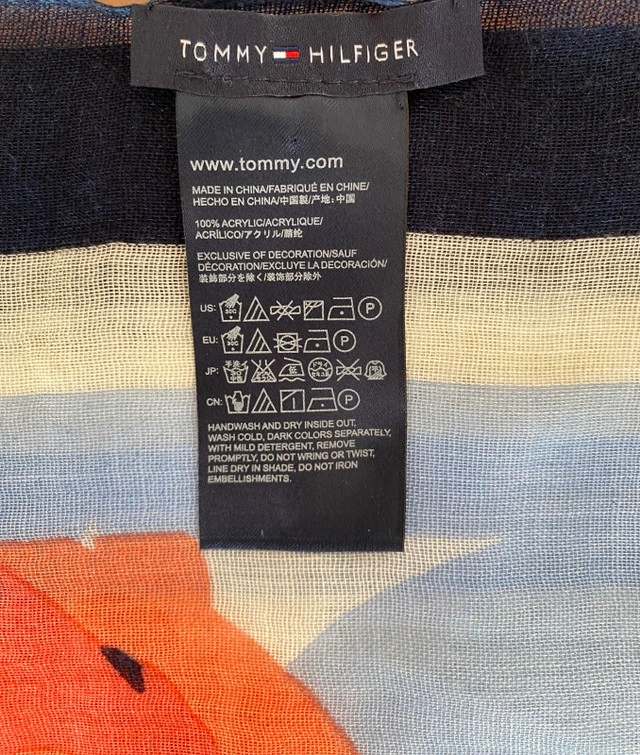 TOMMY HILFIGER
www.tommy.com
MADE IN CHINA/FABRIQUÉ EN CHINE/
HECHO EN CHINA/中国製/产地: 中国
100% ACRYLIC/ACRYLIQUE/
ACRÍLICO/アクリル/腈纶
EXCLUSIVE OF DECORATION/SAUF
DÉCORATION/EXCLUYE LA DECORACIÓN/
装飾部分を除く/装饰部分除外
US: 30C P
EU: 30C P
JP:
CN: P
HANDWASH AND DRY INSIDE OUT,
WASH COLD, DARK COLORS SEPARATELY,
WITH MILD DETERGENT, REMOVE
PROMPTLY, DO NOT WRING OR TWIST,
LINE DRY IN SHADE, DO NOT IRON
EMBELLISHMENTS.